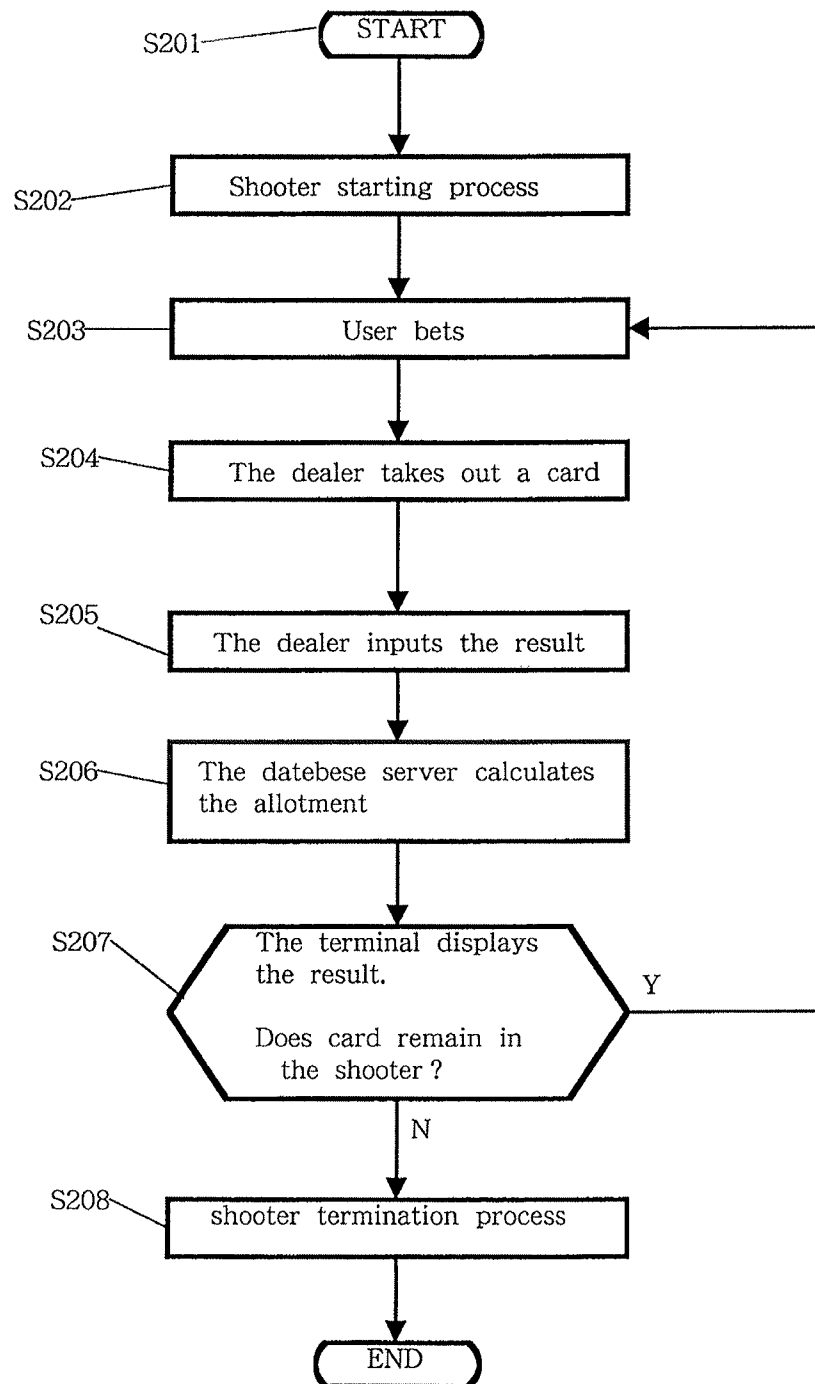 START
S201
Shooter starting process
S202
User bets
S203
The dealer takes out a card
S204
The dealer inputs the result
S205
The datebese server calculates
the allotment
S206
The terminal displays
the result.
Does card remain in
the shooter ?
S207
Y
N
shooter termination process
S208
END